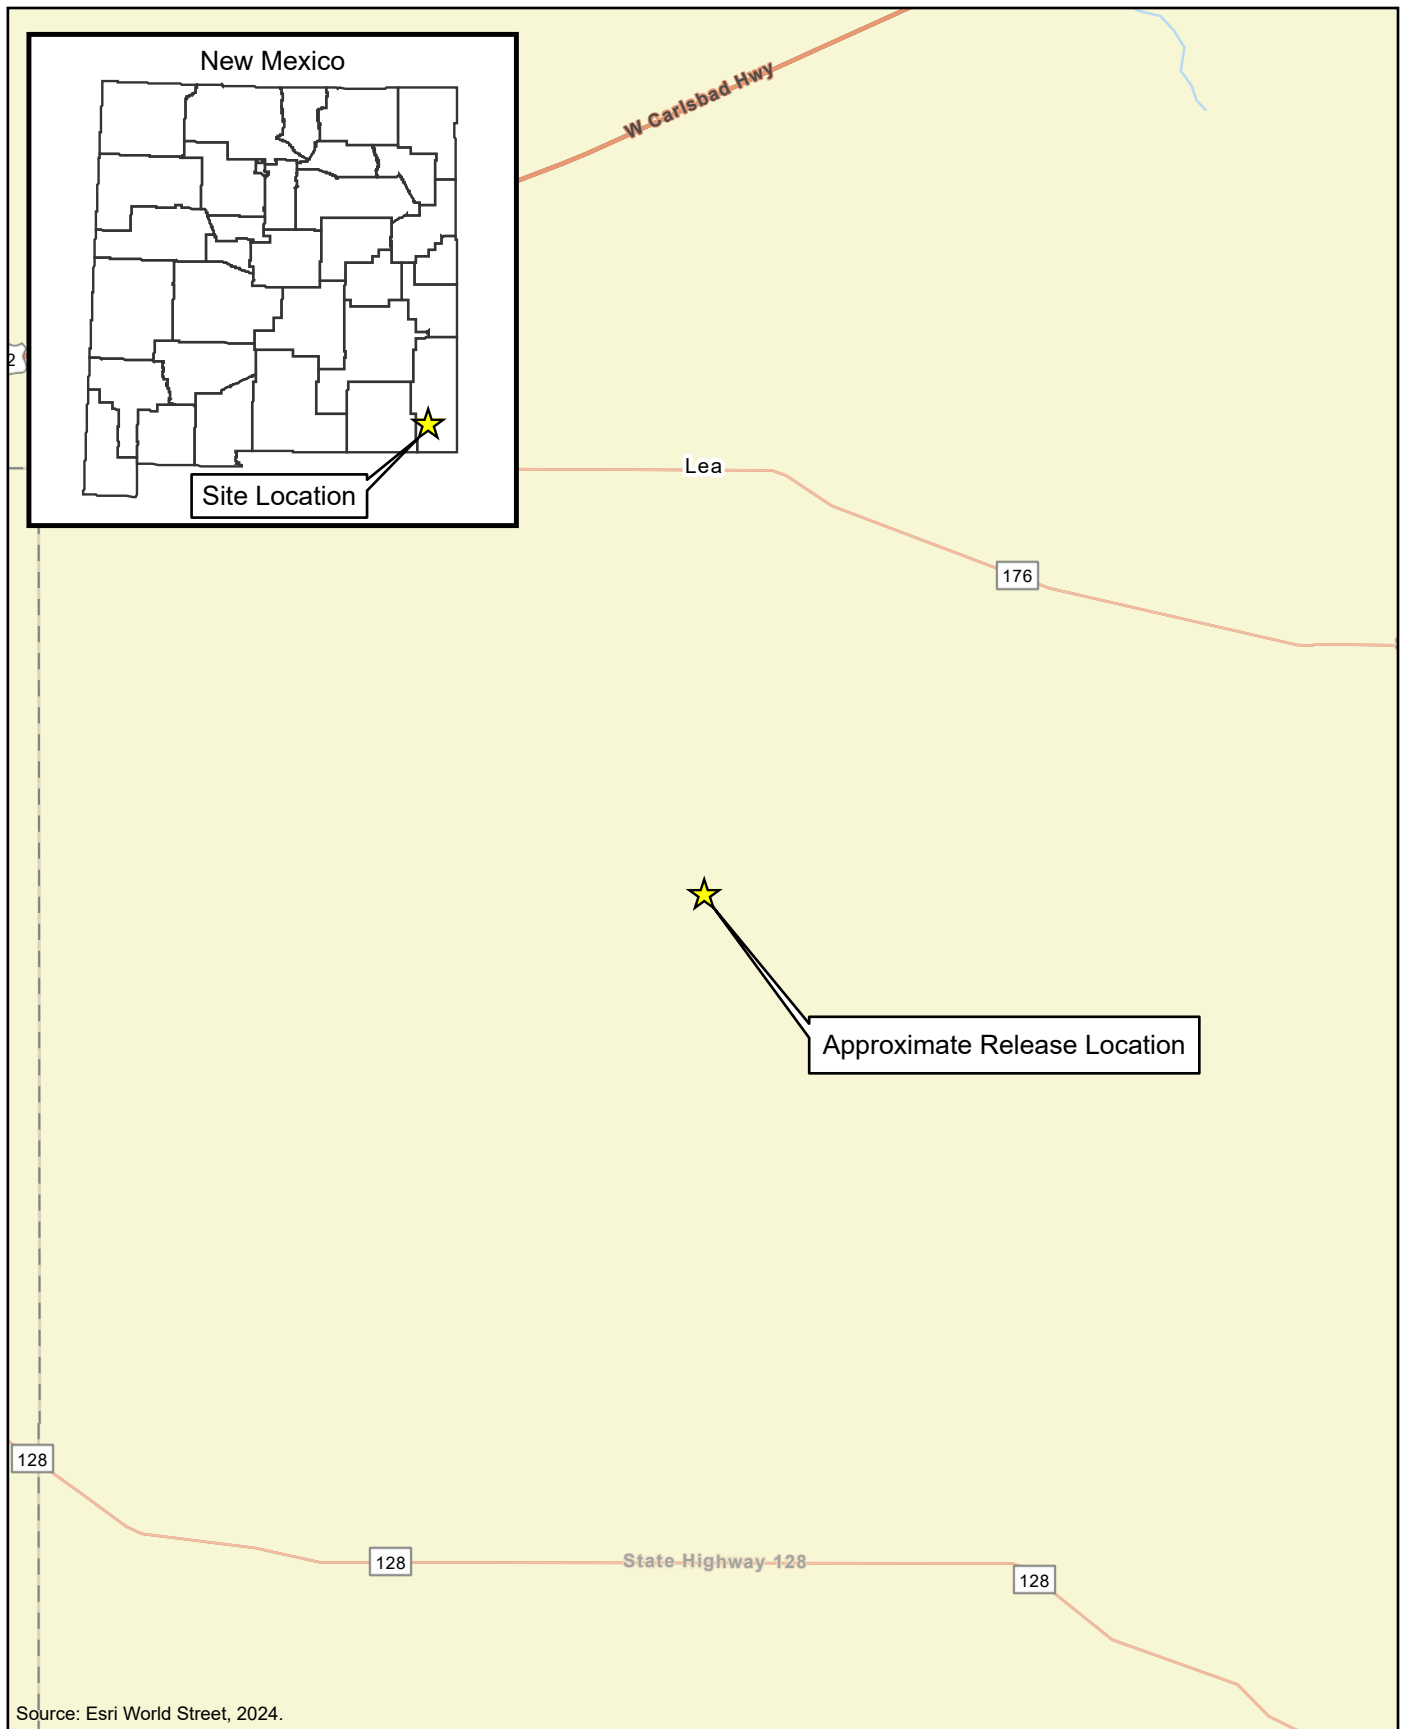 New Mexico
W Carlsbad Hwy
2
Lea
Site Location
176
Approximate Release Location
128
128
State Highway 128
128
Source: Esri World Street, 2024.